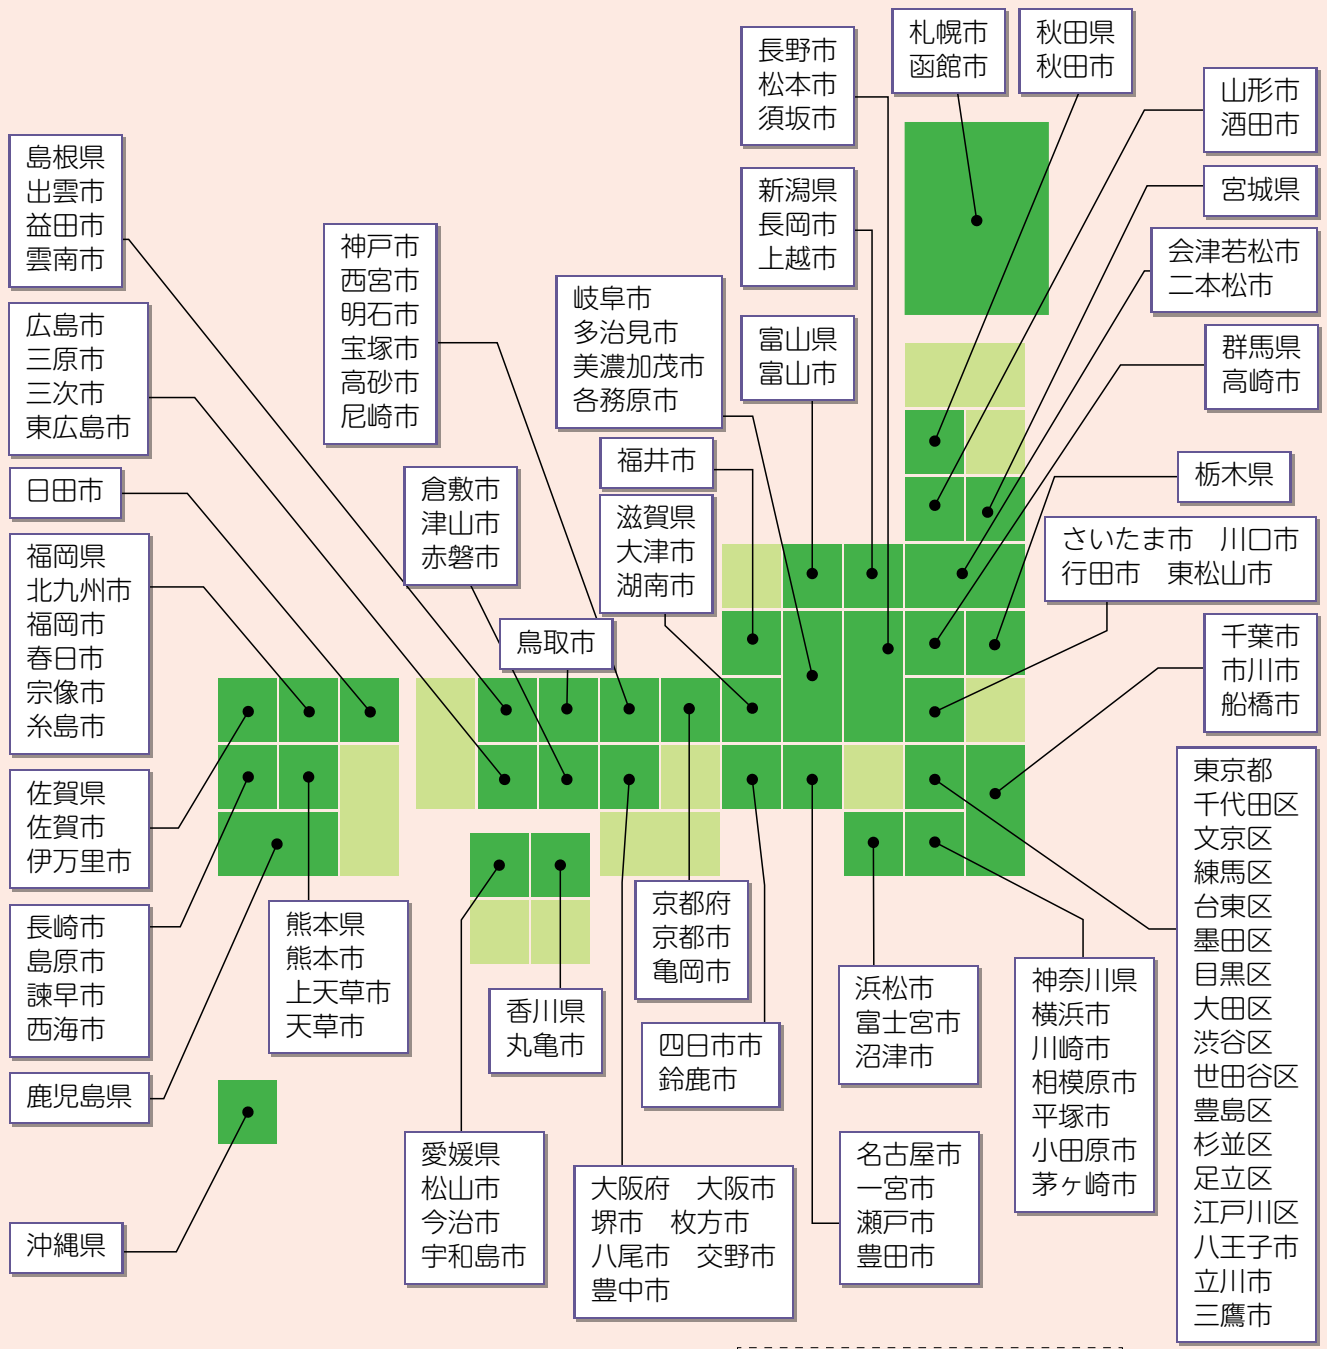 札幌市
函館市
秋田県
秋田市
長野市
松本市
須坂市
山形市
酒田市
島根県
出雲市
益田市
雲南市
新潟県
長岡市
上越市
宮城県
神戸市
西宮市
明石市
宝塚市
高砂市
尼崎市
会津若松市
二本松市
岐阜市
多治見市
美濃加茂市
各務原市
広島市
三原市
三次市
東広島市
富山県
富山市
群馬県
高崎市
福井市
栃木県
日田市
倉敷市
津山市
赤磐市
滋賀県
大津市
湖南市
さいたま市 川口市
行田市 東松山市
福岡県
北九州市
福岡市
春日市
宗像市
糸島市
鳥取市
千葉市
市川市
船橋市
東京都
千代田区
文京区
練馬区
台東区
墨田区
目黒区
大田区
渋谷区
世田谷区
豊島区
杉並区
足立区
江戸川区
八王子市
立川市
三鷹市
佐賀県
佐賀市
伊万里市
京都府
京都市
亀岡市
熊本県
熊本市
上天草市
天草市
長崎市
島原市
諫早市
西海市
神奈川県
横浜市
川崎市
相模原市
平塚市
小田原市
茅ヶ崎市
浜松市
富士宮市
沼津市
香川県
丸亀市
四日市市
鈴鹿市
鹿児島県
愛媛県
松山市
今治市
宇和島市
名古屋市
一宮市
瀬戸市
豊田市
大阪府 大阪市
堺市 枚方市
八尾市 交野市
豊中市
沖縄県